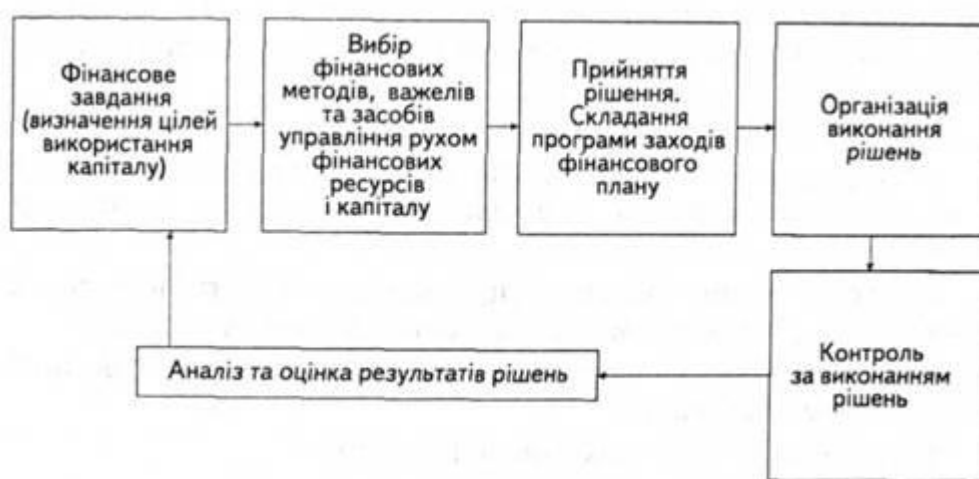 Фінансове
завдання
(визначення цілей
використання
капіталу)
Вибір
фінансових
методів, важелів
та засобів
управління рухом
фінансових
ресурсів
і капіталу
Прийняття
рішення.
Складання
програми заходів
фінансового
плану
Організація
виконання
рішень
Контроль
за виконанням
рішень
Аналіз та оцінка результатів рішень